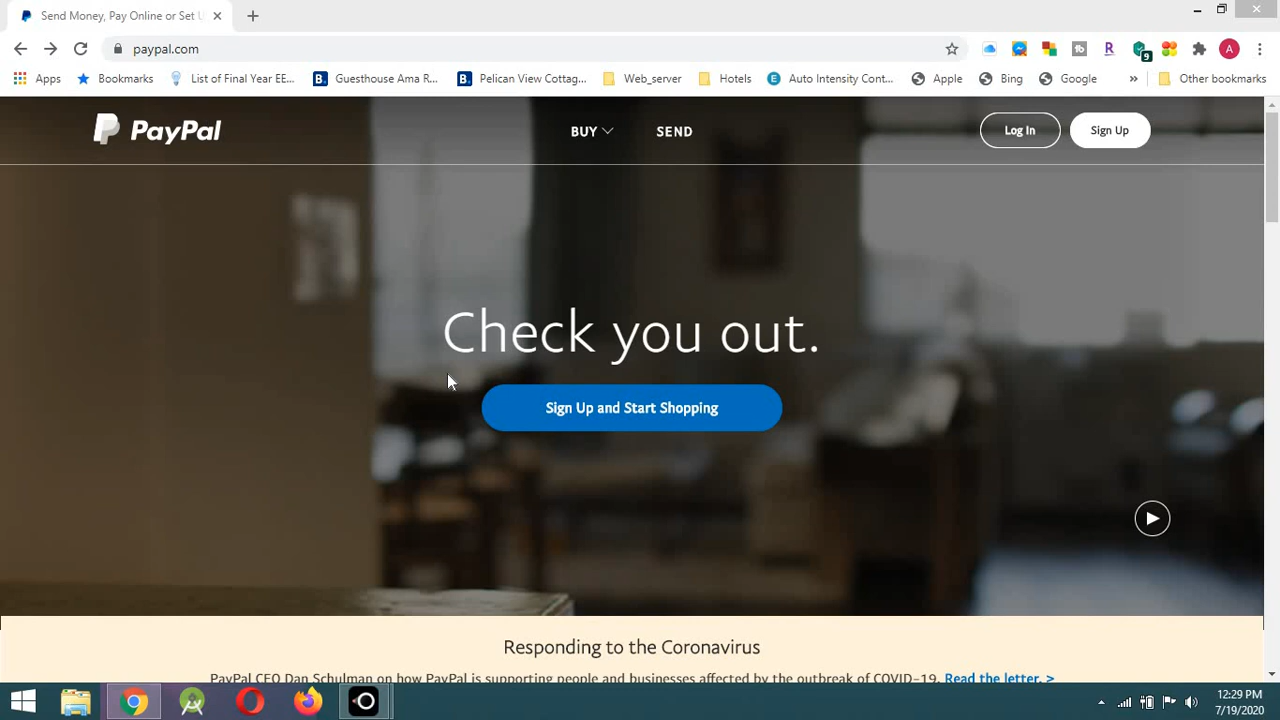 Send Money, Pay Online or Set U
paypal.com
9
A
Apps
Bookmarks
List of Final Year EE...
Guesthouse Ama R...
Pelican View Cottag...
Web_server
Hotels
Auto Intensity Cont...
Apple
Bing
Google
»
Other bookmarks
PayPal
BUY
SEND
Log In
Sign Up
Check you out.
Sign Up and Start Shopping
Responding to the Coronavirus
PayPal CEO Dan Schulman on how PayPal is supporting people and businesses affected by the outbreak of COVID-19. Read the letter. >
12:29 PM
7/19/2020